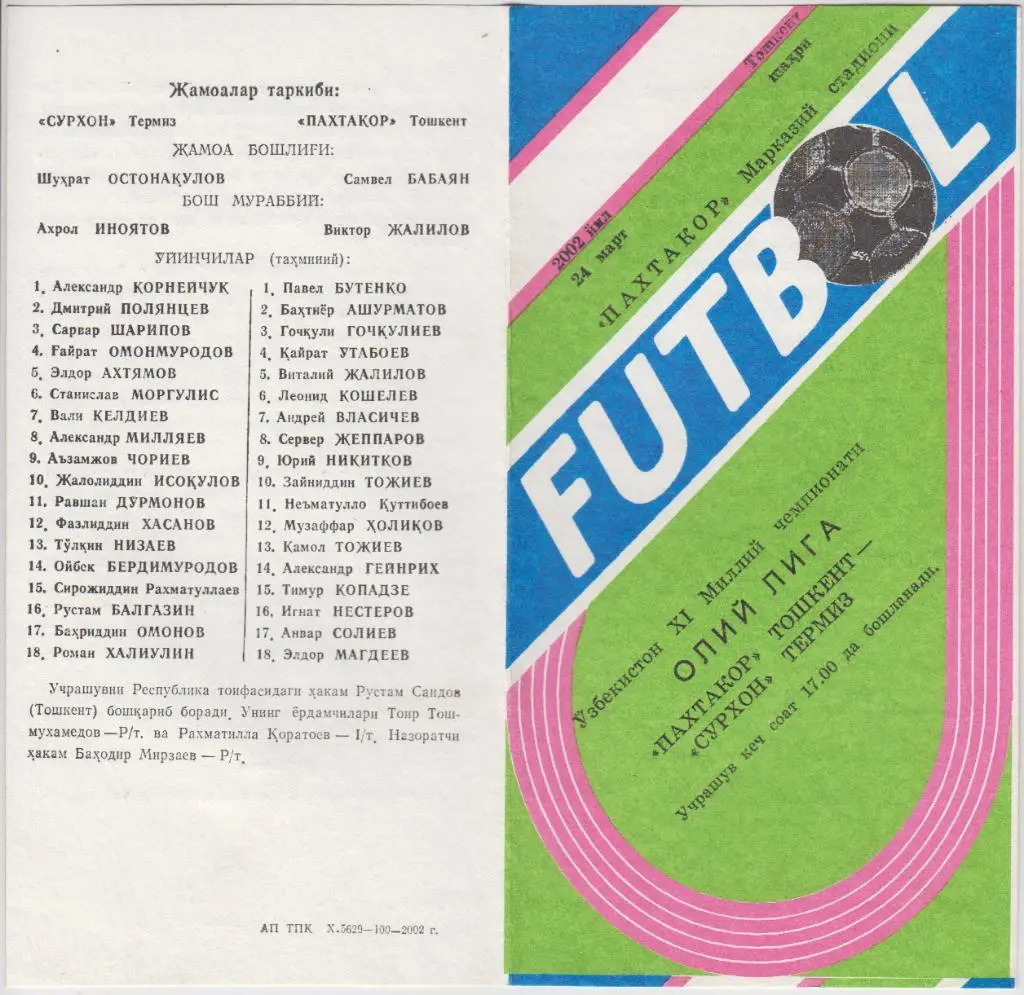 Жамоалар таркиби:
«СУРХОН» Термиз «ПАХТАКОР» Тошкент
ЖАМОА БОШЛИҒИ:
Шуҳрат ОСТОНАҚУЛОВ Самвел БАБАЯН
БОШ МУРАББИЙ:
Ахрол ИНОЯТОВ Виктор ЖАЛИЛОВ
УЙИНЧИЛАР (таҳминий):
1. Александр КОРНЕЙЧУК
2. Дмитрий ПОЛЯНЦЕВ
3. Сарвар ШАРИПОВ
4. Ғайрат ОМОНМУРОДОВ
5. Элдор АХТЯМОВ
6. Станислав МОРГУЛИС
7. Вали КЕЛДИЕВ
8. Александр МИЛЛЯЕВ
9. Аъзамжов ЧОРИЕВ
10. Жалолиддин ИСОҚУЛОВ
11. Равшан ДУРМОНОВ
12. Фазлиддин ХАСАНОВ
13. Тўлқин НИЗАЕВ
14. Ойбек БЕРДИМУРОДОВ
15. Сирожиддин Рахматуллаев
16. Рустам БАЛГАЗИН
17. Баҳриддин ОМОНОВ
18. Роман ХАЛИУЛИН
1. Павел БУТЕНКО
2. Баҳтиёр АШУРМАТОВ
3. Гочқули ГОЧҚУЛИЕВ
4. Қайрат УТАБОЕВ
5. Виталий ЖАЛИЛОВ
6. Леонид КОШЕЛЕВ
7. Андрей ВЛАСИЧЕВ
8. Сервер ЖЕППАРОВ
9. Юрий НИҚИТКОВ
10. Зайниддин ТОЖИЕВ
11. Неъматулло Қуттибоев
12. Музаффар ҲОЛИҚОВ
13. Қамол ТОЖИЕВ
14. Александр ГЕЙНРИХ
15. Тимур КОПАДЗЕ
16. Игнат НЕСТЕРОВ
17. Анвар СОЛИЕВ
18. Элдор МАГДЕЕВ
Учрашувни Республика тоифасидаги ҳакам Рустам Саидов
(Тошкент) бошқариб боради. Унинг ёрдамчилари Тоир Тош-
мухамедов — Р/т. ва Рахматилла Қоратоев — I/т. Назоратчи
ҳакам Баҳодир Мирзаев — Р/т.
АП ТПК Х.5629—100—2002 г.
Тошкент
шаҳри
2002 йил
24 март
«ПАХТАКОР» Марказий стадиони
FUTBOL
Узбекистон XI Миллий чемпионати
ОЛИЙ ЛИГА
«ПАХТАКОР» ТОШКЕНТ —
«СУРХОН» ТЕРМИЗ
Учрашув кеч соат 17.00 да бошланади.